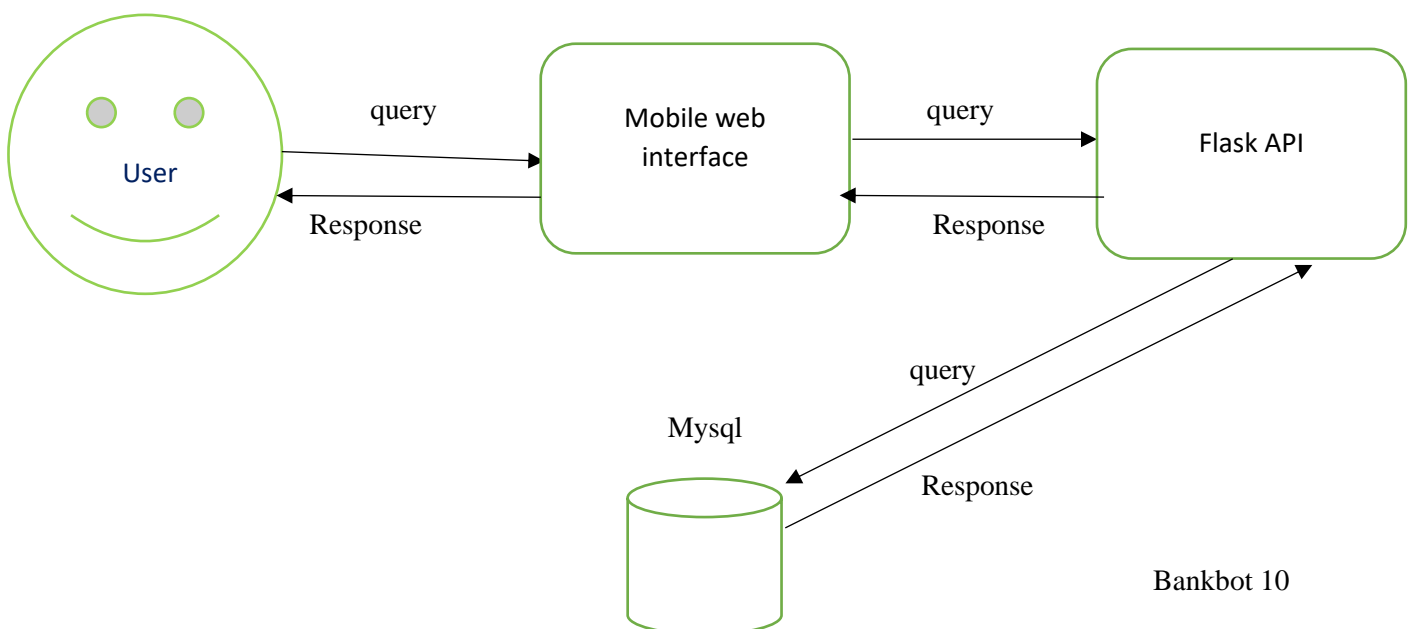 query
Mobile web
interface
query
Flask API
User
Response
Response
query
Mysql
Response
Bankbot 10